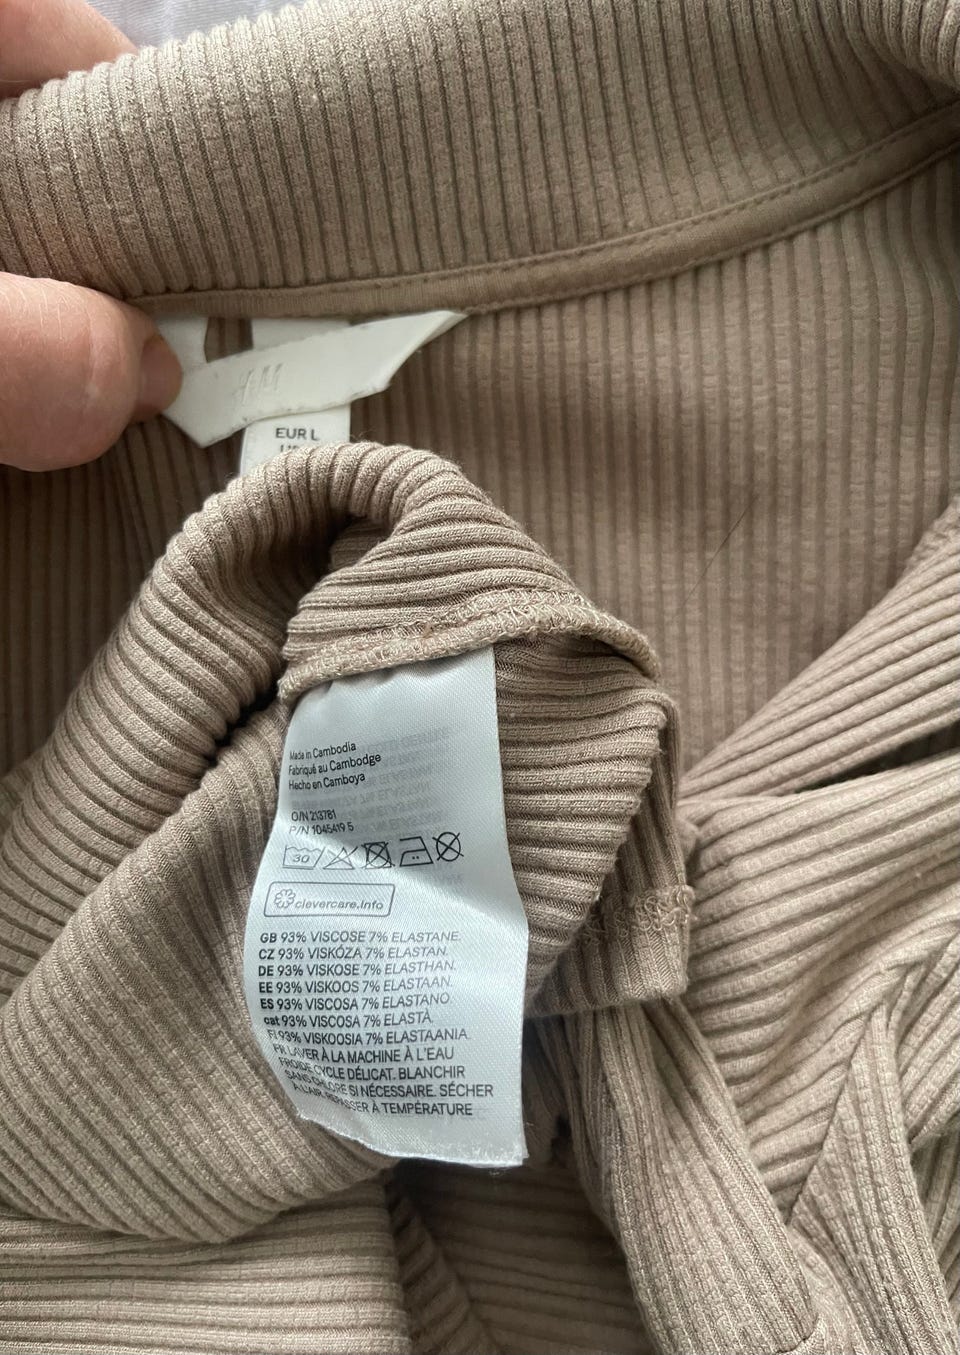 H&M
EUR L
Made in Cambodia
Fabriqué au Cambodge
Hecho en Camboya
O/N 213781
P/N 1045419 5
30
clevercare.info
GB 93% VISCOSE 7% ELASTANE.
CZ 93% VISKÓZA 7% ELASTAN.
DE 93% VISKOSE 7% ELASTHAN.
EE 93% VISKOOS 7% ELASTAAN.
ES 93% VISCOSA 7% ELASTANO.
cat 93% VISCOSA 7% ELASTÀ.
FI 93% VISKOOSIA 7% ELASTAANIA.
FR LAVER À LA MACHINE À L'EAU
FROIDE CYCLE DÉLICAT. BLANCHIR
SANS CHLORE SI NÉCESSAIRE. SÉCHER
À L'AIR. REPASSER À TEMPÉRATURE